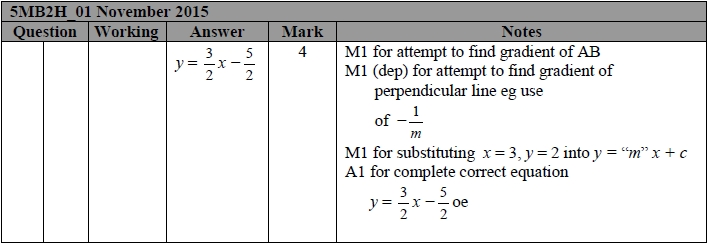 5MB2H_01 November 2015
Question Working Answer Mark Notes
y = 3/2 x − 5/2
4
M1 for attempt to find gradient of AB
M1 (dep) for attempt to find gradient of
perpendicular line eg use
of − 1/m
M1 for substituting x = 3, y = 2 into y = “m” x + c
A1 for complete correct equation
y = 3/2 x − 5/2 oe